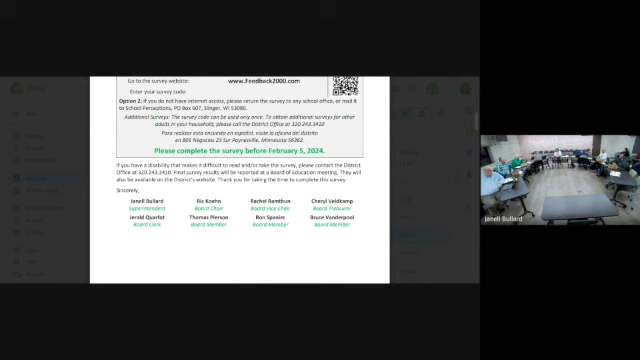 Go to the survey website: www.Feedback2000.com
Enter your survey code:
Option 2: If you do not have internet access, please return the survey to any school office, or mail it
to School Perceptions, PO Box 607, Slinger, WI 53086.
Additional Surveys: The survey code can be used only once. To obtain additional surveys for other
adults in your household, please call the District Office at 320.243.3410
Para realizar esta encuesta en español, visite la oficina del distrito
en 801 Negocios 23 Sur Paynesville, Minnesota 56362.
Please complete the survey before February 5, 2024.
If you have a disability that makes it difficult to read and/or take the survey, please contact the District
Office at 320.243.3410. Final survey results will be reported at a Board of Education meeting. They will
also be available on the District's website. Thank you for taking the time to complete this survey.
Sincerely,
Janell Bullard Ric Koehn Rachel Ramthun Cheryl Veldkamp
Superintendent Board Chair Board Vice Chair Board Treasurer
Jerald Quarfot Thomas Pierson Ron Spanier Bruce Vanderpool
Board Clerk Board Member Board Member Board Member
Janell Bullard